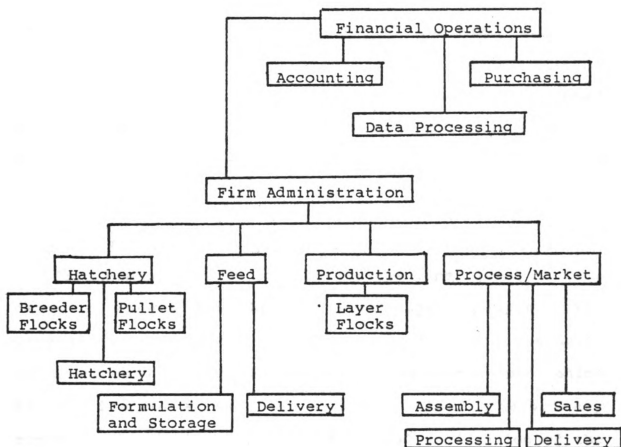 Financial Operations
Accounting
Purchasing
Data Processing
Firm Administration
Hatchery
Feed
Production
Process/Market
Breeder
Flocks
Pullet
Flocks
Layer
Flocks
Hatchery
Formulation
and Storage
Delivery
Assembly
Sales
Processing
Delivery